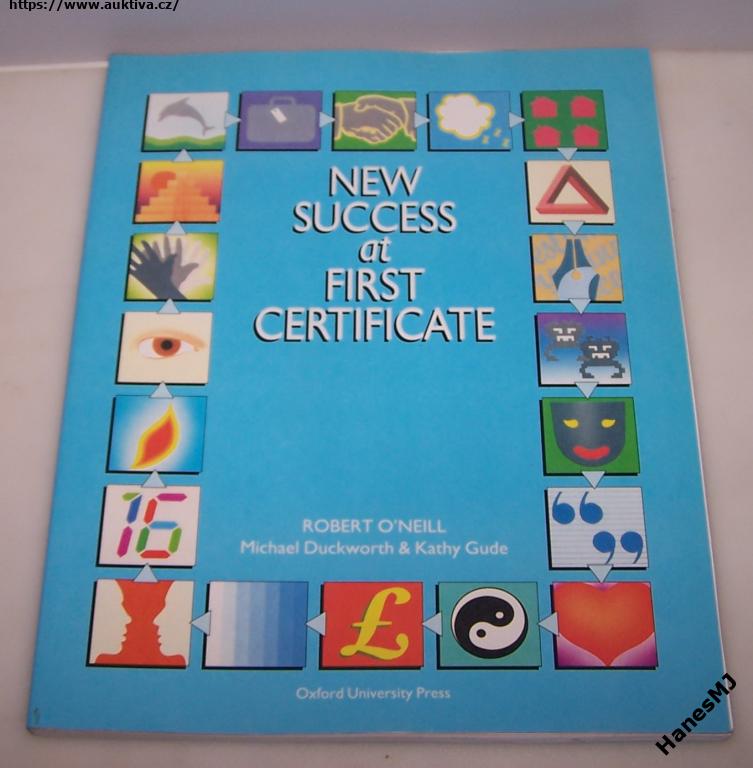 https://www.auktiva.cz/
NEW
SUCCESS
at
FIRST
CERTIFICATE
16
£
ROBERT O'NEILL
Michael Duckworth & Kathy Gude
Oxford University Press
HanesMJ